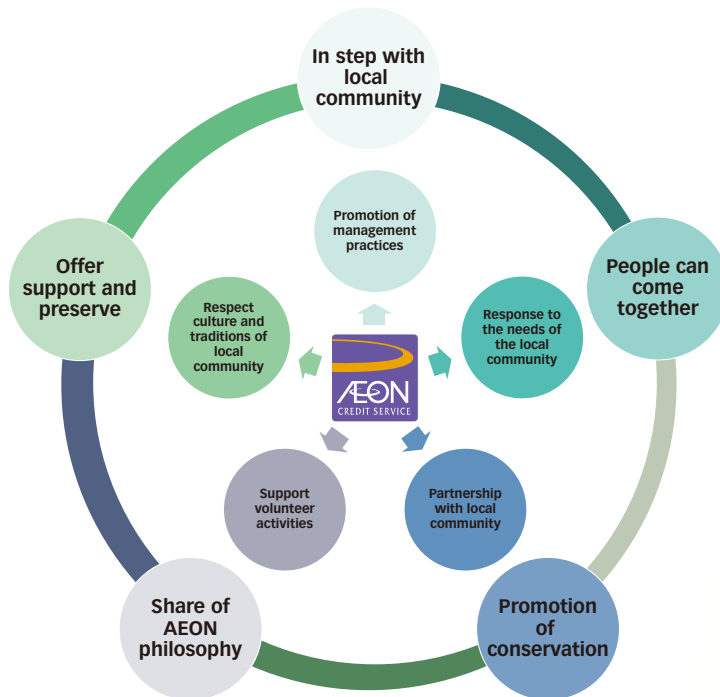 In step with
local
community
Promotion of
management
practices
Offer
support and
preserve
People can
come
together
Respect
culture and
traditions of
local
community
Response to
the needs of
the local
community
ÆON
CREDIT SERVICE
Support
volunteer
activities
Partnership
with local
community
Share of
AEON
philosophy
Promotion
of
conservation